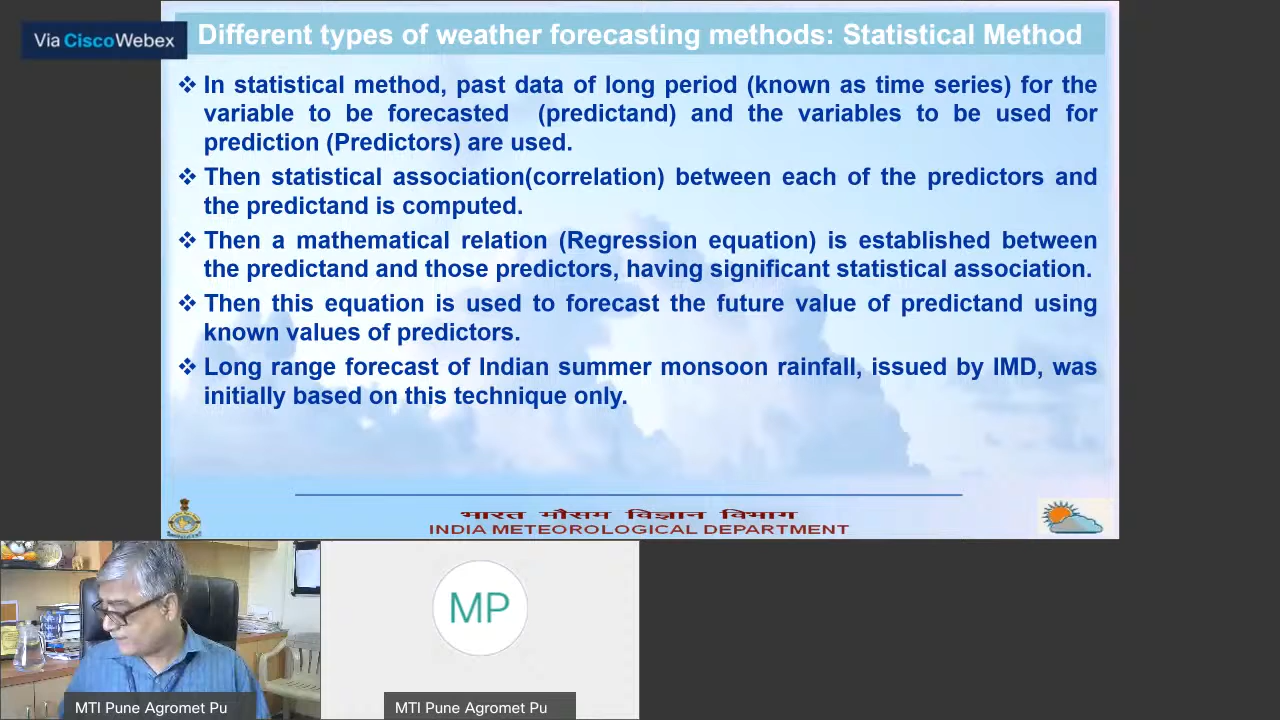 Via Cisco Webex
Different types of weather forecasting methods: Statistical Method
❖ In statistical method, past data of long period (known as time series) for the
variable to be forecasted (predictand) and the variables to be used for
prediction (Predictors) are used.
❖ Then statistical association(correlation) between each of the predictors and
the predictand is computed.
❖ Then a mathematical relation (Regression equation) is established between
the predictand and those predictors, having significant statistical association.
❖ Then this equation is used to forecast the future value of predictand using
known values of predictors.
❖ Long range forecast of Indian summer monsoon rainfall, issued by IMD, was
initially based on this technique only.
भारत मौसम विज्ञान विभाग
INDIA METEOROLOGICAL DEPARTMENT
MP
MTI Pune Agromet Pu
MTI Pune Agromet Pu